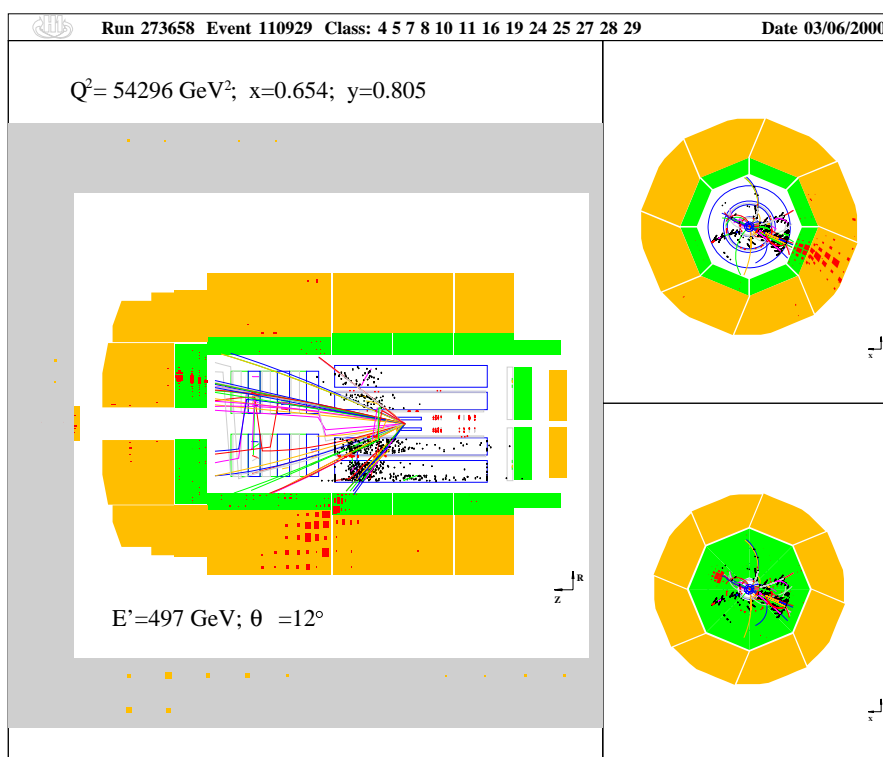 Run 273658 Event 110929 Class: 4 5 7 8 10 11 16 19 24 25 27 28 29 Date 03/06/2000
Q²= 54296 GeV²; x=0.654; y=0.805
R
Z
E’=497 GeV; θ =12°
x
x